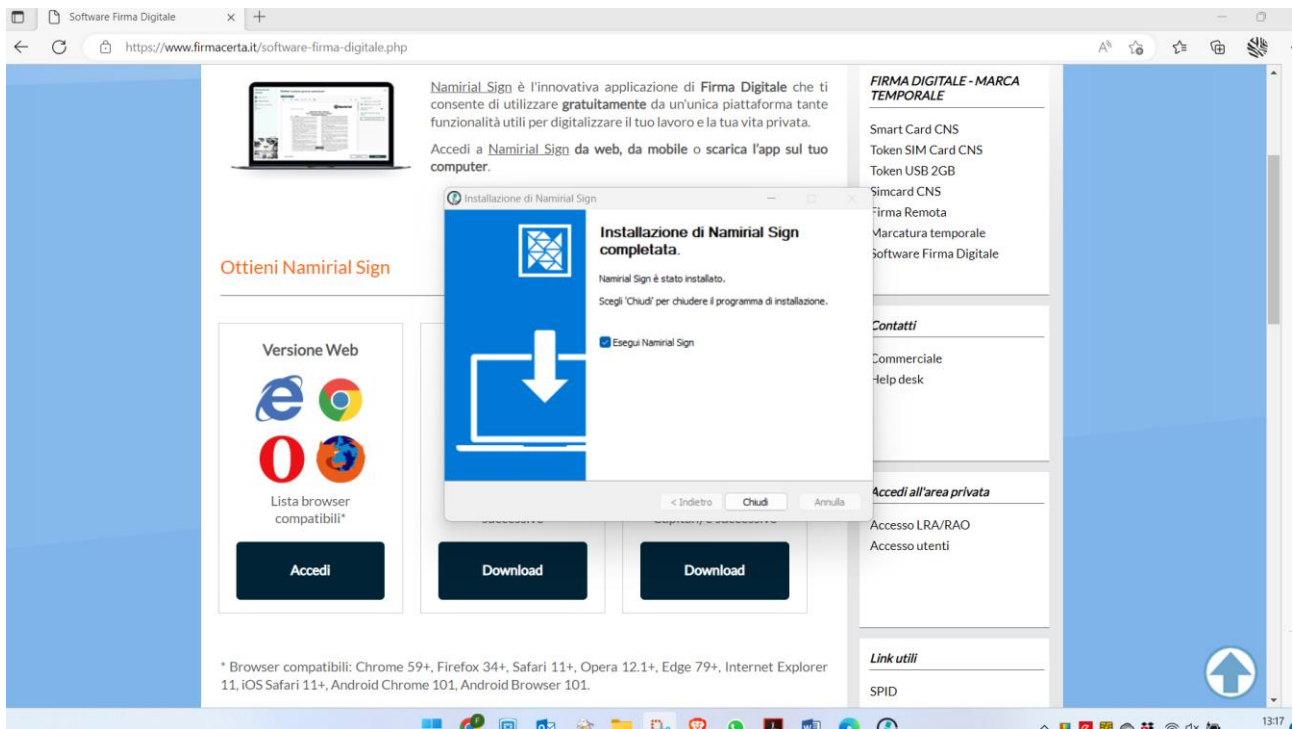 Software Firma Digitale
https://www.firmacerta.it/software-firma-digitale.php
Namirial Sign è l'innovativa applicazione di Firma Digitale che ti
consente di utilizzare gratuitamente da un'unica piattaforma tante
funzionalità utili per digitalizzare il tuo lavoro e la tua vita privata.
Accedi a Namirial Sign da web, da mobile o scarica l'app sul tuo
computer.
Ottieni Namirial Sign
Versione Web
Lista browser
compatibili*
Accedi
Download
Download
* Browser compatibili: Chrome 59+, Firefox 34+, Safari 11+, Opera 12.1+, Edge 79+, Internet Explorer
11, iOS Safari 11+, Android Chrome 101, Android Browser 101.
Installazione di Namirial Sign
Installazione di Namirial Sign
completata.
Namirial Sign è stato installato.
Scegli 'Chiudi' per chiudere il programma di installazione.
Esegui Namirial Sign
< Indietro
Chiudi
Annulla
FIRMA DIGITALE - MARCA
TEMPORALE
Smart Card CNS
Token SIM Card CNS
Token USB 2GB
Simcard CNS
Firma Remota
Marcatura temporale
Software Firma Digitale
Contatti
Commerciale
Help desk
Accedi all'area privata
Accesso LRA/RAO
Accesso utenti
Link utili
SPID
13:17